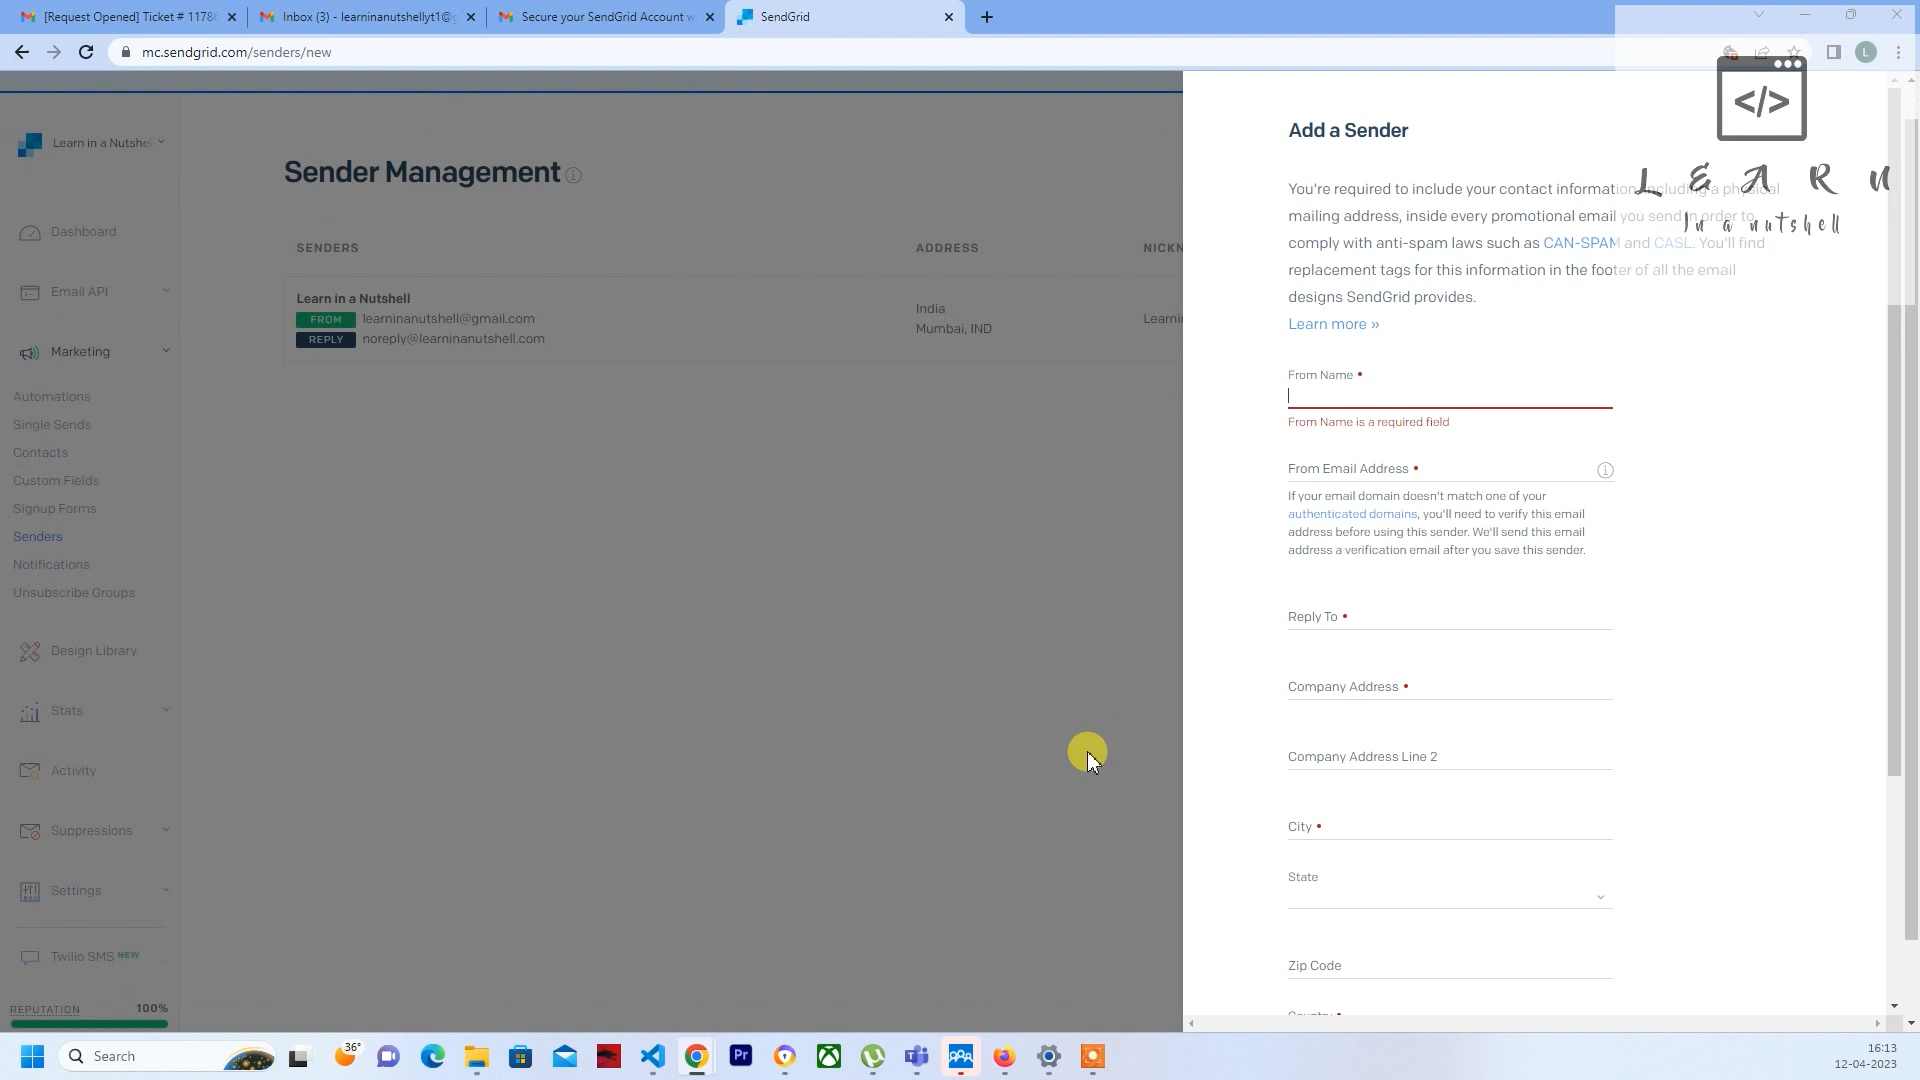 [Request Opened] Ticket # 11786
Inbox (3) - learninanutshellyt1@g
Secure your SendGrid Account w
SendGrid
mc.sendgrid.com/senders/new
L
Learn in a Nutshel
Dashboard
Email API
Marketing
Automations
Single Sends
Contacts
Custom Fields
Signup Forms
Senders
Notifications
Unsubscribe Groups
Design Library
Stats
Activity
Suppressions
Settings
Twilio SMS NEW
REPUTATION 100%
Sender Management
SENDERS ADDRESS NICKN
Learn in a Nutshell
FROM learninanutshell@gmail.com
REPLY noreply@learninanutshell.com
India
Mumbai, IND
Learnin
Add a Sender
You're required to include your contact information, including a physical
mailing address, inside every promotional email you send in order to
comply with anti-spam laws such as CAN-SPAM and CASL. You'll find
replacement tags for this information in the footer of all the email
designs SendGrid provides.
Learn more »
From Name •
From Name is a required field
From Email Address •
If your email domain doesn't match one of your
authenticated domains, you'll need to verify this email
address before using this sender. We'll send this email
address a verification email after you save this sender.
Reply To •
Company Address •
Company Address Line 2
City •
State
Zip Code
Country •
</>
LEARN
In a nutshell
Search
36°
Pr
16:13
12-04-2023